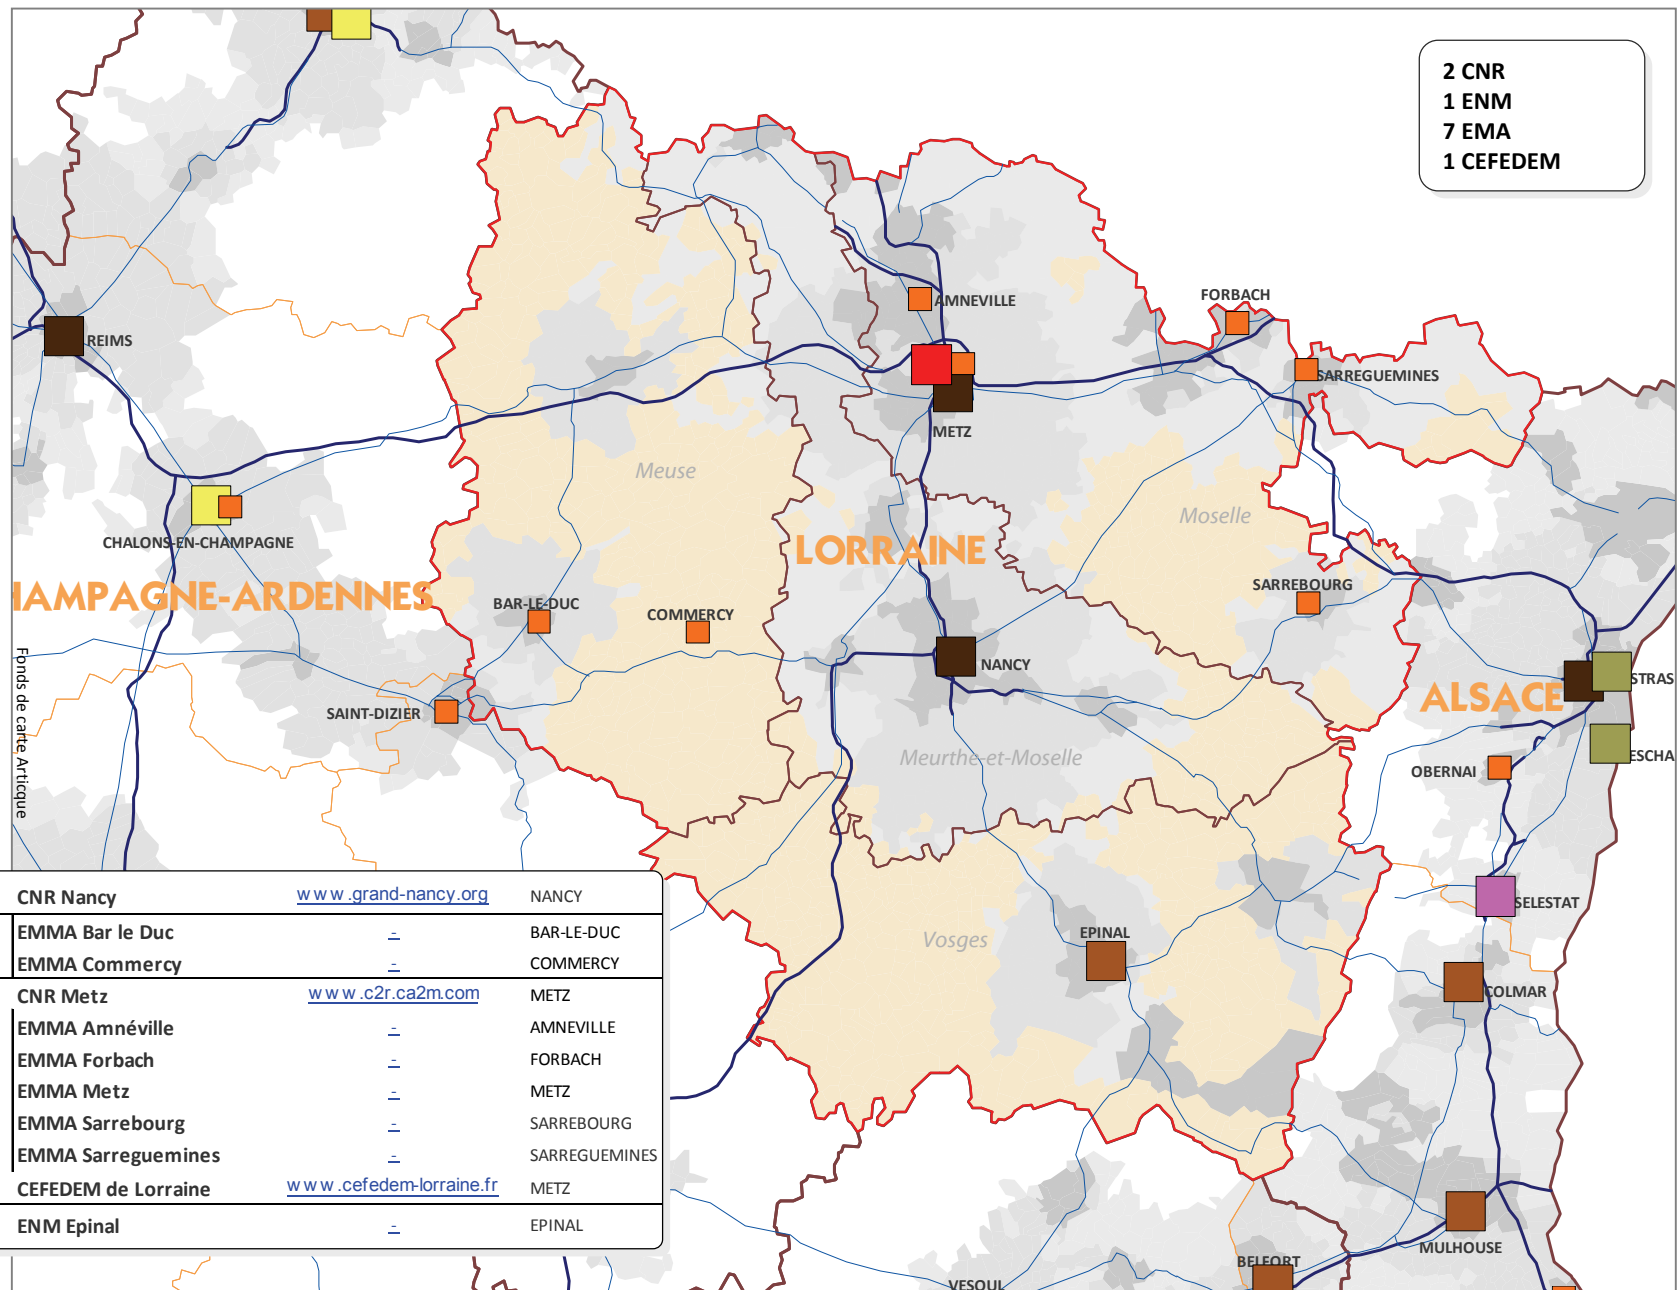 2 CNR
1 ENM
7 EMA
1 CEFEDEM
FORBACH
AMNEVILLE
REIMS
SARREGUEMINES
METZ
Meuse
Moselle
CHALONS-EN-CHAMPAGNE
LORRAINE
SARREBOURG
HAMPAGNE-ARDENNES
BAR-LE-DUC
COMMERCY
NANCY
STRAS
ALSACE
SAINT-DIZIER
Fonds de carte Articque
Meurthe-et-Moselle
ESCHA
OBERNAI
SELESTAT
EPINAL
Vosges
COLMAR
MULHOUSE
BELFORT
VESOUL
CNR Nancy www.grand-nancy.org NANCY
EMMA Bar le Duc - BAR-LE-DUC
EMMA Commercy - COMMERCY
CNR Metz www.c2r.ca2m.com METZ
EMMA Amnéville - AMNEVILLE
EMMA Forbach - FORBACH
EMMA Metz - METZ
EMMA Sarrebourg - SARREBOURG
EMMA Sarreguemines - SARREGUEMINES
CEFEDEM de Lorraine www.cefedem-lorraine.fr METZ
ENM Epinal - EPINAL